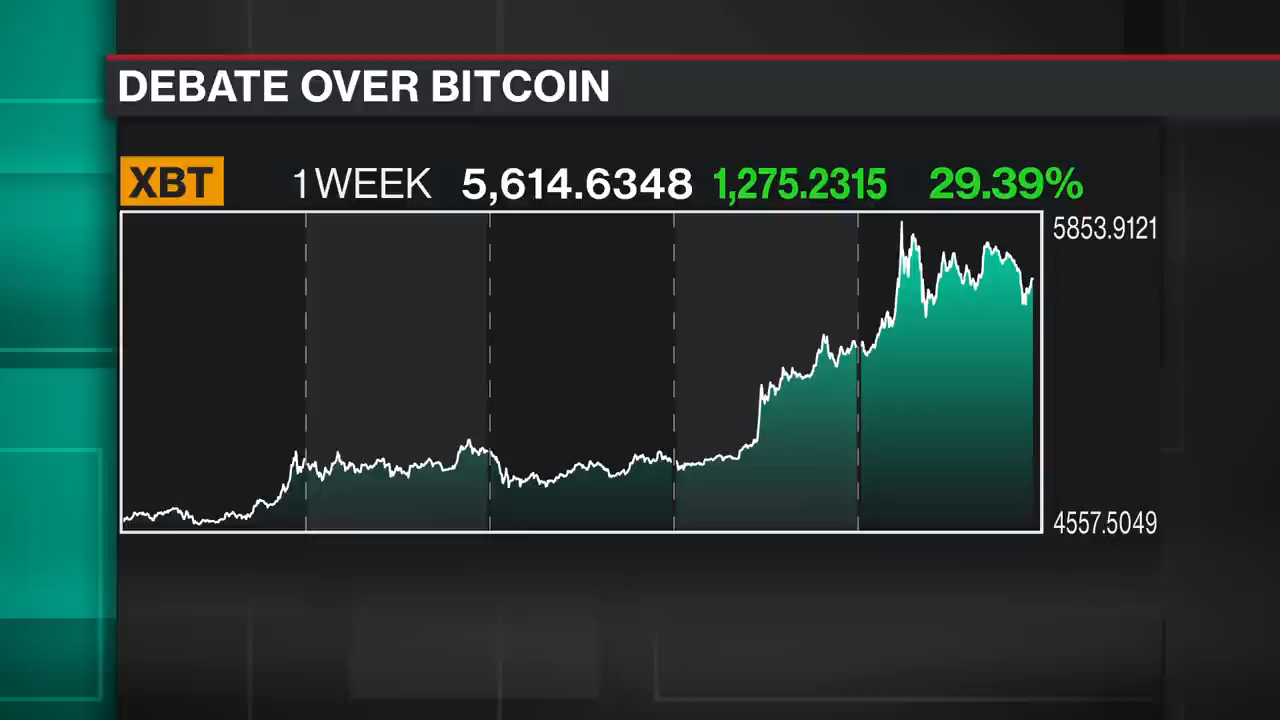 DEBATE OVER BITCOIN
XBT 1 WEEK 5,614.6348 1,275.2315 29.39%
5853.9121
4557.5049